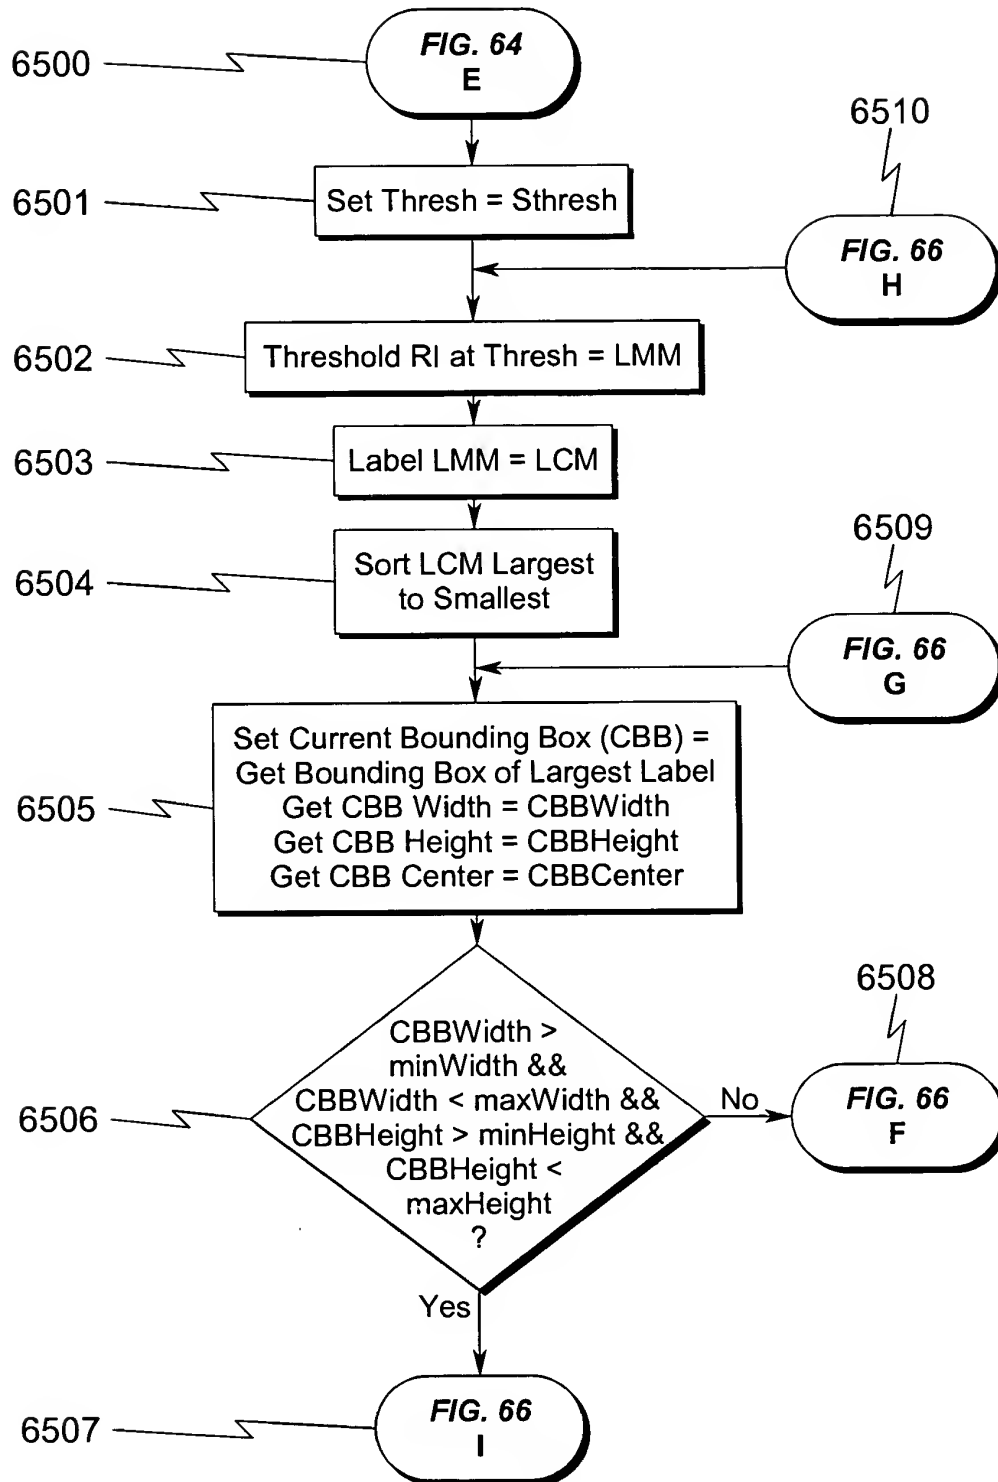 6500
FIG. 64
E
6501
Set Thresh = Sthresh
6510
FIG. 66
H
6502
Threshold RI at Thresh = LMM
6503
Label LMM = LCM
6504
Sort LCM Largest
to Smallest
6509
FIG. 66
G
6505
Set Current Bounding Box (CBB) =
Get Bounding Box of Largest Label
Get CBB Width = CBBWidth
Get CBB Height = CBBHeight
Get CBB Center = CBBCenter
6506
CBBWidth >
minWidth &&
CBBWidth < maxWidth &&
CBBHeight > minHeight &&
CBBHeight <
maxHeight
?
No
6508
FIG. 66
F
Yes
6507
FIG. 66
I